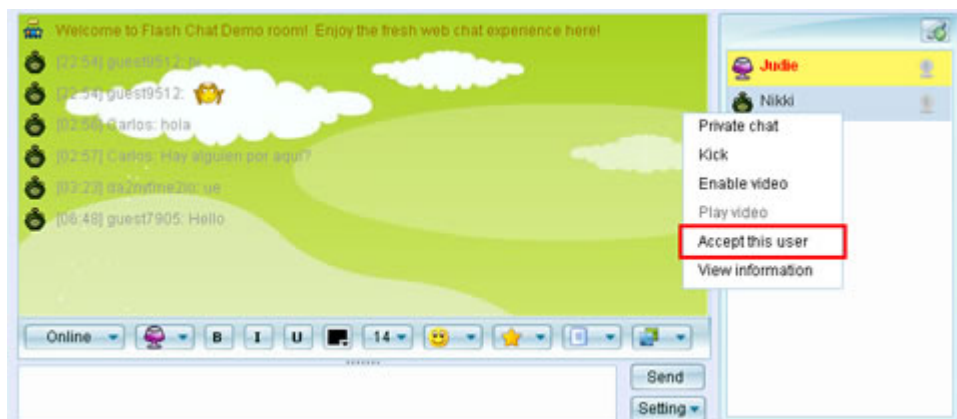 Welcome to Flash Chat Demo room! Enjoy the fresh web chat experience here!
[22:54] guest9512: hi
[22:54] guest9512:
[02:56] Carlos: hola
[02:57] Carlos: Hay alguien por aqui?
[03:23] ue
[06:48] guest7905: Hello
Judie
Nikki
Private chat
Kick
Enable video
Play video
Accept this user
View information
Online
B
I
U
14
Send
Setting